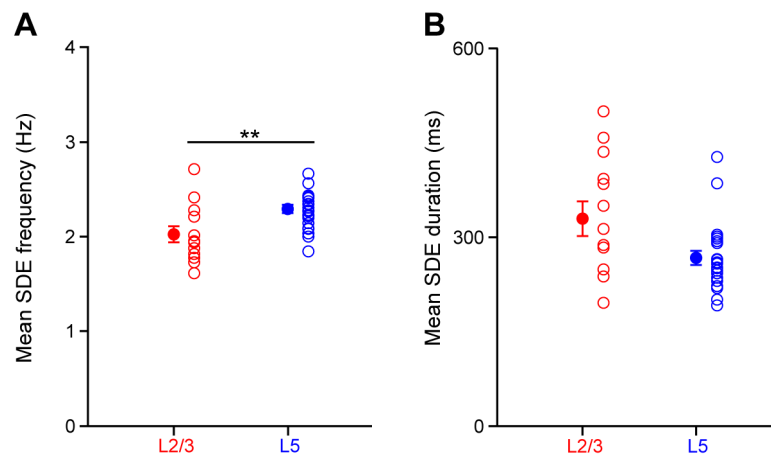 A
Mean SDE frequency (Hz)
4
3
2
1
0
**
L2/3
L5
B
Mean SDE duration (ms)
600
300
0
L2/3
L5